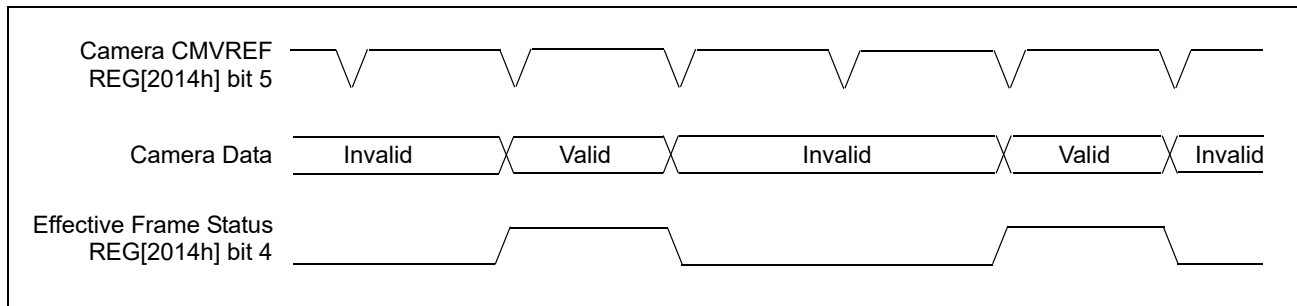 Camera CMVREF
REG[2014h] bit 5
Camera Data
Invalid Valid Invalid Valid Invalid
Effective Frame Status
REG[2014h] bit 4